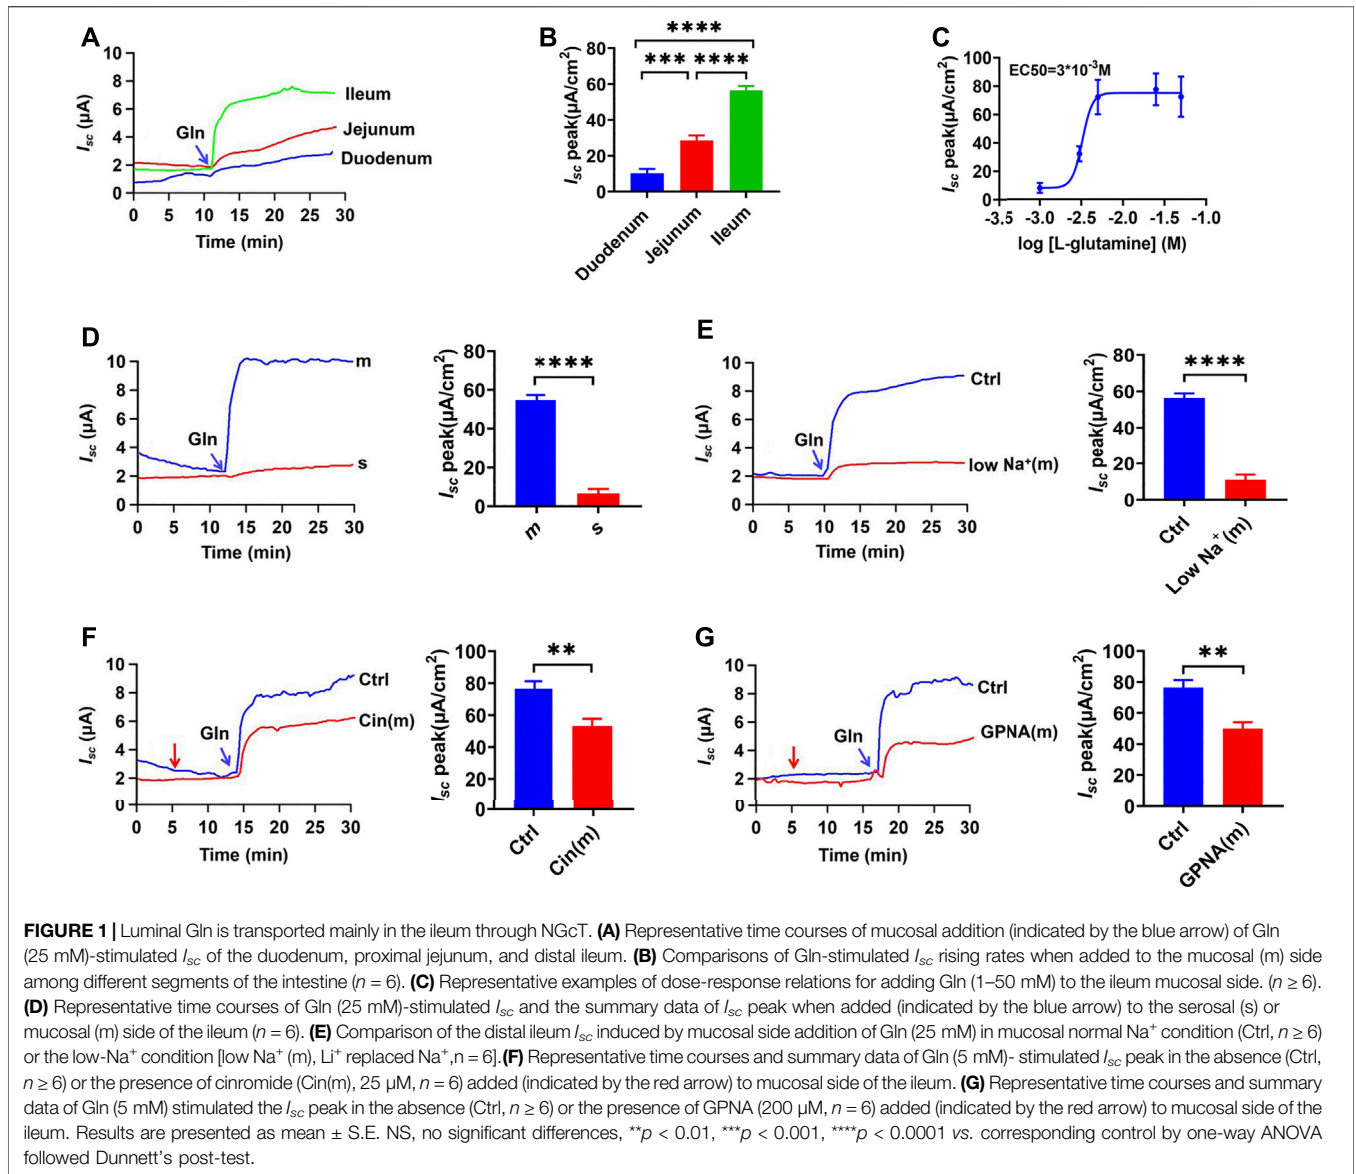 A
10
8
6
4
2
0
Isc (µA)
Gln
Ileum
Jejunum
Duodenum
0 5 10 15 20 25 30
Time (min)
B
80
60
40
20
0
Isc peak(µA/cm²)
****
*** ****
Duodenum
Jejunum
Ileum
C
100
80
60
40
20
0
Isc peak(µA/cm²)
EC50=3*10⁻³M
-3.5 -3.0 -2.5 -2.0 -1.5 -1.0
log [L-glutamine] (M)
D
10
8
6
4
2
0
Isc (µA)
Gln
m
s
0 5 10 15 20 25 30
Time (min)
80
60
40
20
0
Isc peak(µA/cm²)
****
m
s
E
10
8
6
4
2
0
Isc (µA)
Gln
Ctrl
low Na⁺(m)
0 5 10 15 20 25 30
Time (min)
80
60
40
20
0
Isc peak(µA/cm²)
****
Ctrl
Low Na⁺(m)
F
10
8
6
4
2
0
Isc (µA)
Gln
Ctrl
Cin(m)
0 5 10 15 20 25 30
Time (min)
100
80
60
40
20
0
Isc peak(µA/cm²)
**
Ctrl
Cin(m)
G
10
8
6
4
2
0
Isc (µA)
Gln
Ctrl
GPNA(m)
0 5 10 15 20 25 30
Time (min)
100
80
60
40
20
0
Isc peak(µA/cm²)
**
Ctrl
GPNA(m)
FIGURE 1 | Luminal Gln is transported mainly in the ileum through NGcT. (A) Representative time courses of mucosal addition (indicated by the blue arrow) of Gln
(25 mM)-stimulated Isc of the duodenum, proximal jejunum, and distal ileum. (B) Comparisons of Gln-stimulated Isc rising rates when added to the mucosal (m) side
among different segments of the intestine (n = 6). (C) Representative examples of dose-response relations for adding Gln (1–50 mM) to the ileum mucosal side. (n ≥ 6).
(D) Representative time courses of Gln (25 mM)-stimulated Isc and the summary data of Isc peak when added (indicated by the blue arrow) to the serosal (s) or
mucosal (m) side of the ileum (n = 6). (E) Comparison of the distal ileum Isc induced by mucosal side addition of Gln (25 mM) in mucosal normal Na⁺ condition (Ctrl, n ≥ 6)
or the low-Na⁺ condition [low Na⁺ (m), Li⁺ replaced Na⁺,n = 6].(F) Representative time courses and summary data of Gln (5 mM)- stimulated Isc peak in the absence (Ctrl,
n ≥ 6) or the presence of cinromide (Cin(m), 25 µM, n = 6) added (indicated by the red arrow) to mucosal side of the ileum. (G) Representative time courses and summary
data of Gln (5 mM) stimulated the Isc peak in the absence (Ctrl, n ≥ 6) or the presence of GPNA (200 µM, n = 6) added (indicated by the red arrow) to mucosal side of the
ileum. Results are presented as mean ± S.E. NS, no significant differences, **p < 0.01, ***p < 0.001, ****p < 0.0001 vs. corresponding control by one-way ANOVA
followed Dunnett's post-test.